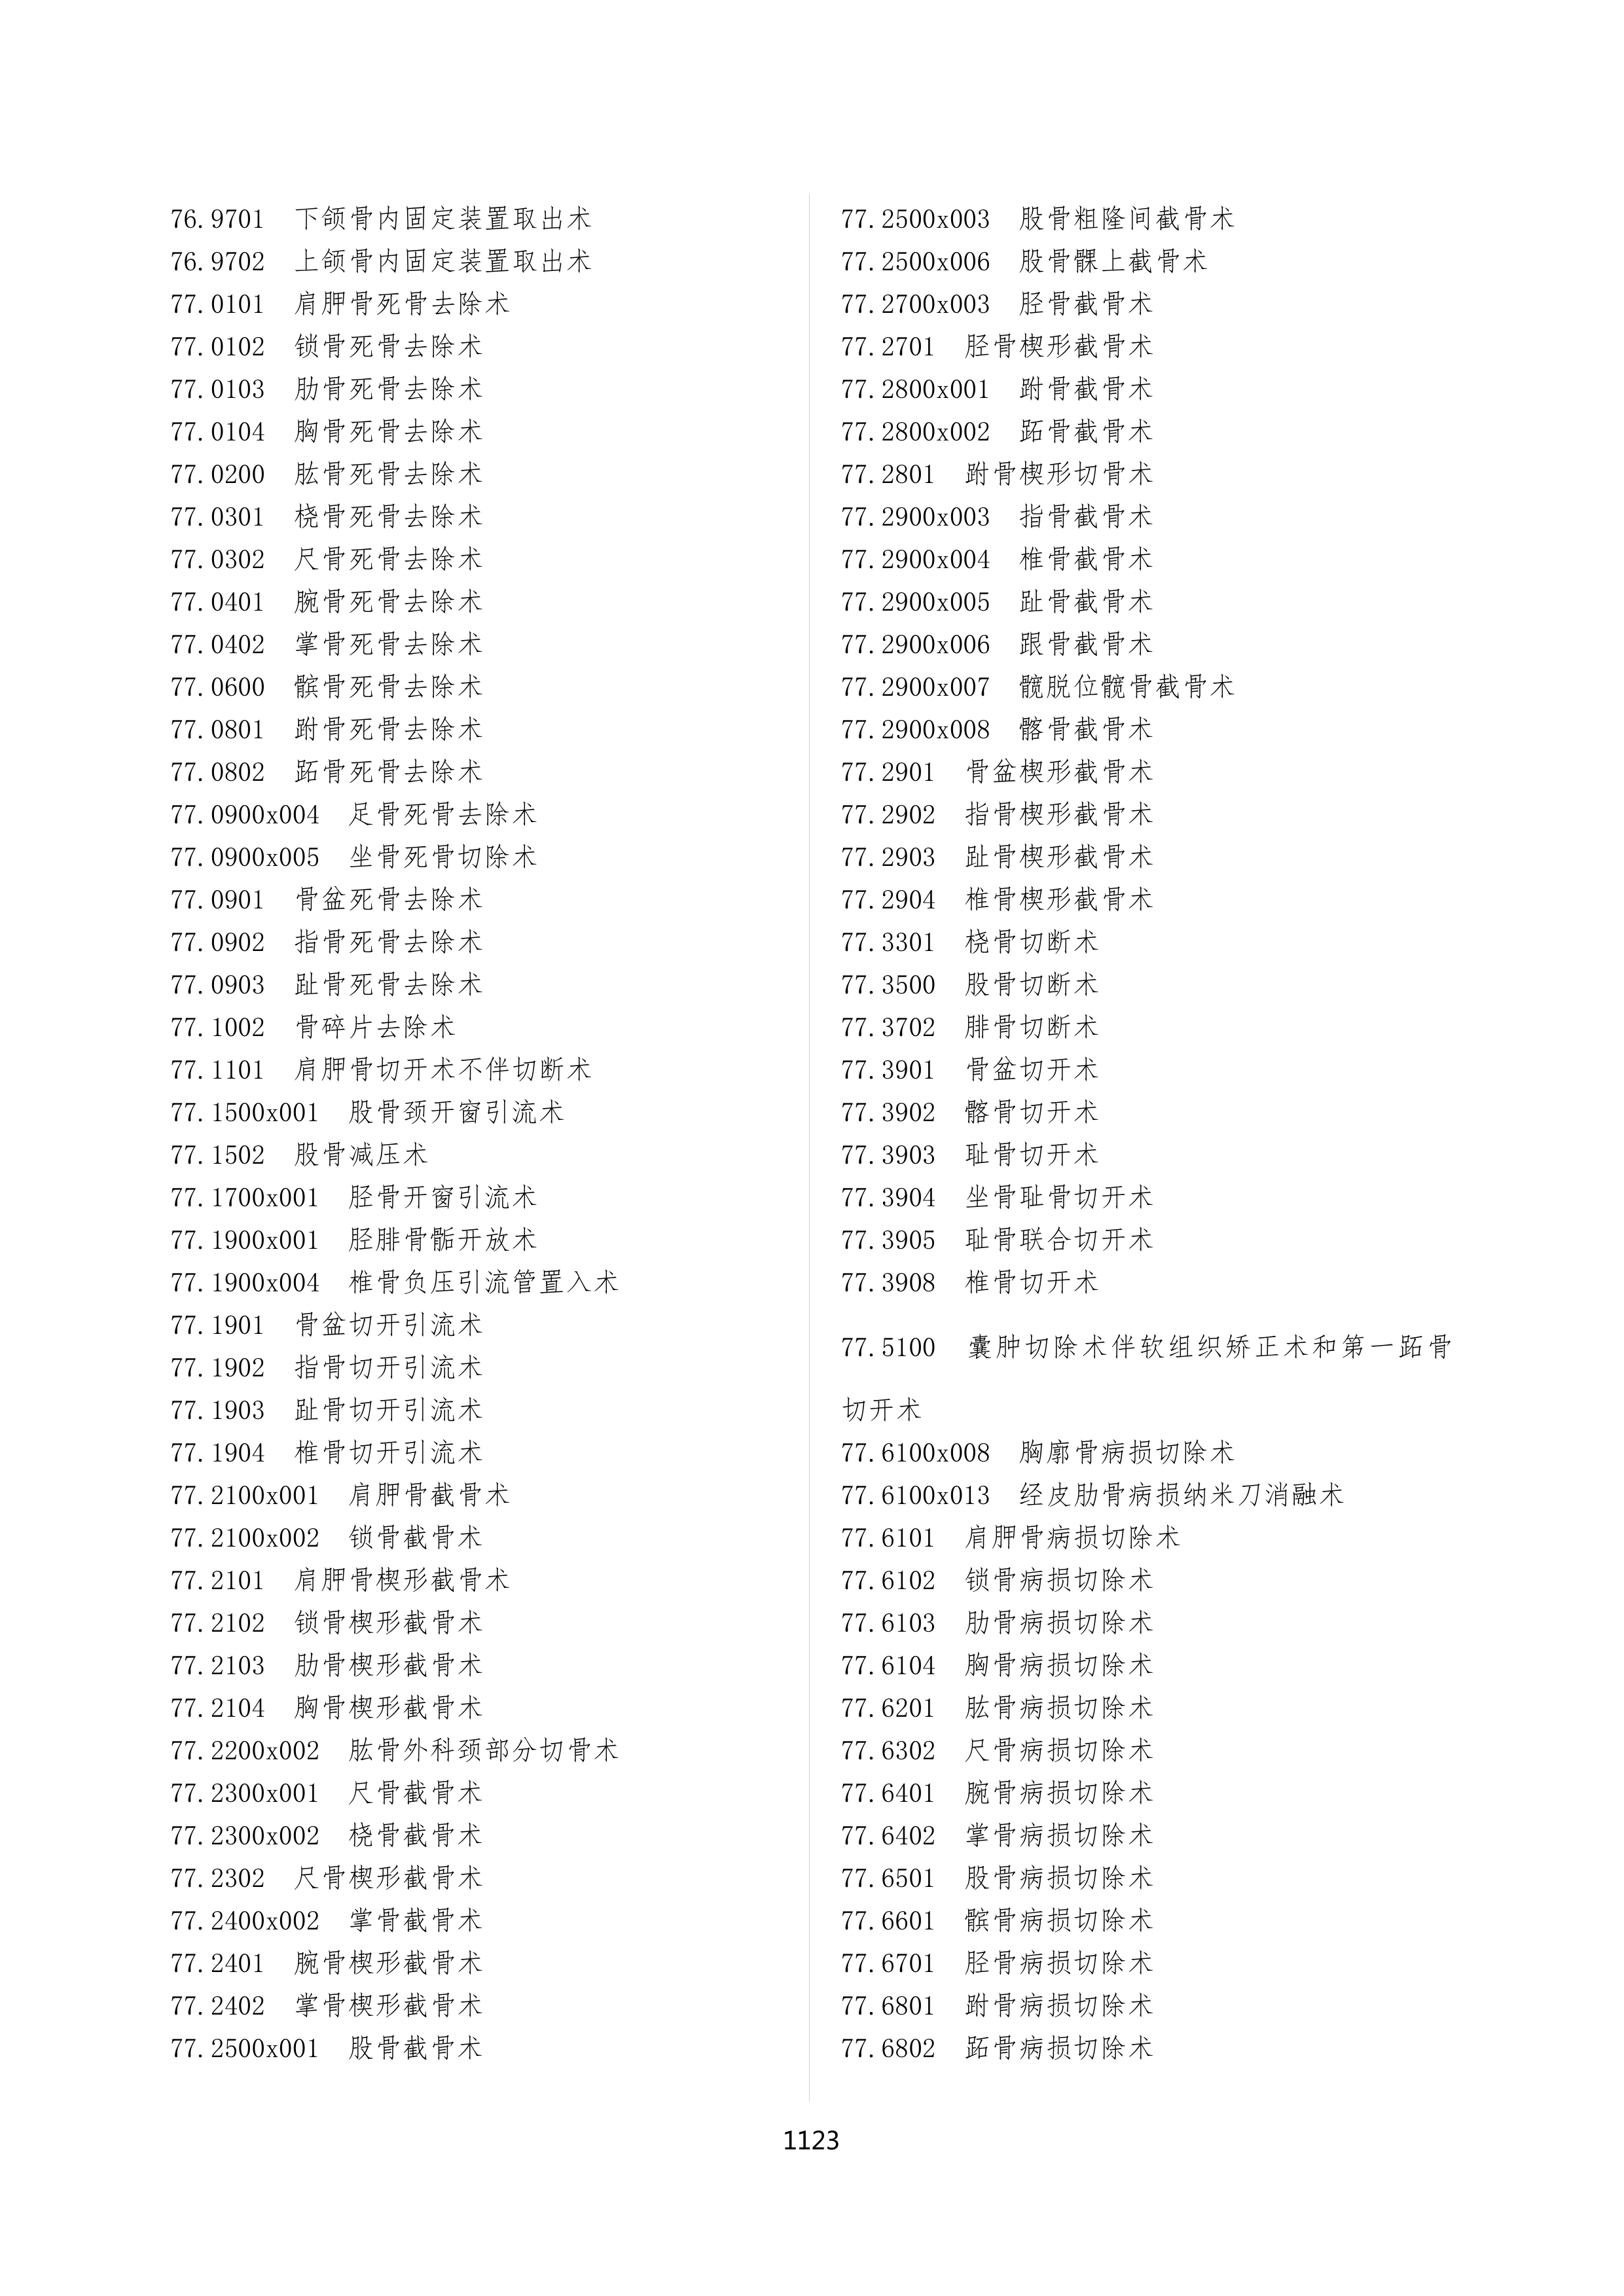 76.9701  下颌骨内固定装置取出术
76.9702  上颌骨内固定装置取出术
77.0101  肩胛骨死骨去除术
77.0102  锁骨死骨去除术
77.0103  肋骨死骨去除术
77.0104  胸骨死骨去除术
77.0200  肱骨死骨去除术
77.0301  桡骨死骨去除术
77.0302  尺骨死骨去除术
77.0401  腕骨死骨去除术
77.0402  掌骨死骨去除术
77.0600  髌骨死骨去除术
77.0801  跗骨死骨去除术
77.0802  跖骨死骨去除术
77.0900x004  足骨死骨去除术
77.0900x005  坐骨死骨切除术
77.0901  骨盆死骨去除术
77.0902  指骨死骨去除术
77.0903  趾骨死骨去除术
77.1002  骨碎片去除术
77.1101  肩胛骨切开术不伴切断术
77.1500x001  股骨颈开窗引流术
77.1502  股骨减压术
77.1700x001  胫骨开窗引流术
77.1900x001  胫腓骨骺开放术
77.1900x004  椎骨负压引流管置入术
77.1901  骨盆切开引流术
77.1902  指骨切开引流术
77.1903  趾骨切开引流术
77.1904  椎骨切开引流术
77.2100x001  肩胛骨截骨术
77.2100x002  锁骨截骨术
77.2101  肩胛骨楔形截骨术
77.2102  锁骨楔形截骨术
77.2103  肋骨楔形截骨术
77.2104  胸骨楔形截骨术
77.2200x002  肱骨外科颈部分切骨术
77.2300x001  尺骨截骨术
77.2300x002  桡骨截骨术
77.2302  尺骨楔形截骨术
77.2400x002  掌骨截骨术
77.2401  腕骨楔形截骨术
77.2402  掌骨楔形截骨术
77.2500x001  股骨截骨术
77.2500x003  股骨粗隆间截骨术
77.2500x006  股骨髁上截骨术
77.2700x003  胫骨截骨术
77.2701  胫骨楔形截骨术
77.2800x001  跗骨截骨术
77.2800x002  跖骨截骨术
77.2801  跗骨楔形切骨术
77.2900x003  指骨截骨术
77.2900x004  椎骨截骨术
77.2900x005  趾骨截骨术
77.2900x006  跟骨截骨术
77.2900x007  髋脱位髋骨截骨术
77.2900x008  髂骨截骨术
77.2901  骨盆楔形截骨术
77.2902  指骨楔形截骨术
77.2903  趾骨楔形截骨术
77.2904  椎骨楔形截骨术
77.3301  桡骨切断术
77.3500  股骨切断术
77.3702  腓骨切断术
77.3901  骨盆切开术
77.3902  髂骨切开术
77.3903  耻骨切开术
77.3904  坐骨耻骨切开术
77.3905  耻骨联合切开术
77.3908  椎骨切开术
77.5100  囊肿切除术伴软组织矫正术和第一跖骨
切开术
77.6100x008  胸廓骨病损切除术
77.6100x013  经皮肋骨病损纳米刀消融术
77.6101  肩胛骨病损切除术
77.6102  锁骨病损切除术
77.6103  肋骨病损切除术
77.6104  胸骨病损切除术
77.6201  肱骨病损切除术
77.6302  尺骨病损切除术
77.6401  腕骨病损切除术
77.6402  掌骨病损切除术
77.6501  股骨病损切除术
77.6601  髌骨病损切除术
77.6701  胫骨病损切除术
77.6801  跗骨病损切除术
77.6802  跖骨病损切除术
1123